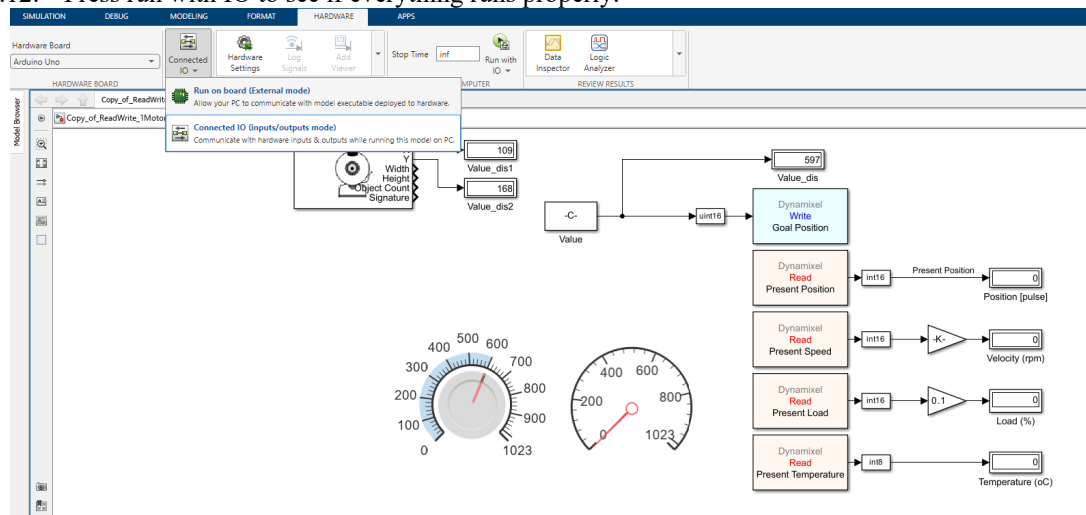 .12. Press run with IO to see if everything runs properly.
SIMULATION DEBUG MODELING FORMAT HARDWARE APPS
Hardware Board
Arduino Uno
HARDWARE BOARD
Connected
IO
Hardware
Settings
Log
Signals
Add
Viewer
Stop Time inf
Run with
IO
Data
Inspector
Logic
Analyzer
REVIEW RESULTS
Run on board (External mode)
Allow your PC to communicate with model executable deployed to hardware.
Connected IO (inputs/outputs mode)
Communicate with hardware inputs & outputs while running this model on PC.
MPUTER
Model Browser
Copy_of_ReadWrit
Copy_of_ReadWrite_1Moto
Y
Width
Height
Object Count
Signature
109
Value_dis1
168
Value_dis2
597
Value_dis
-C-
Value
uint16
Dynamixel
Write
Goal Position
Dynamixel
Read
Present Position
int16
Present Position
0
Position [pulse]
Dynamixel
Read
Present Speed
int16
-K-
0
Velocity (rpm)
Dynamixel
Read
Present Load
int16
0.1
0
Load (%)
Dynamixel
Read
Present Temperature
int8
0
Temperature (oC)
0 100 200 300 400 500 600 700 800 900 1023
0 200 400 600 800 1023